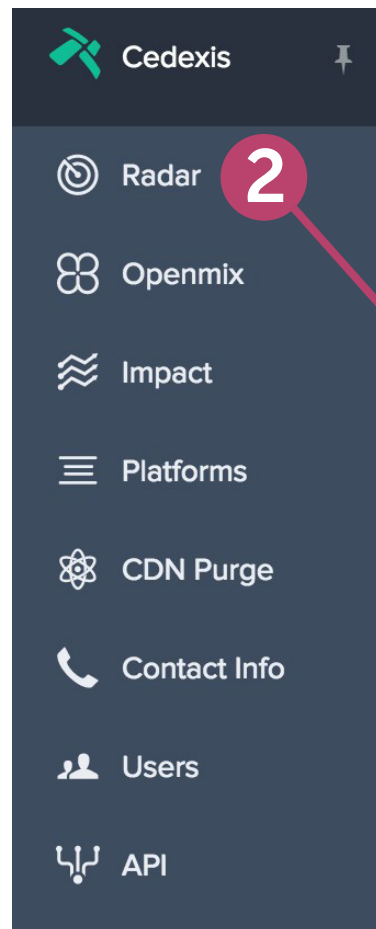 Cedexis
Radar 2
Openmix
Impact
Platforms
CDN Purge
Contact Info
Users
API